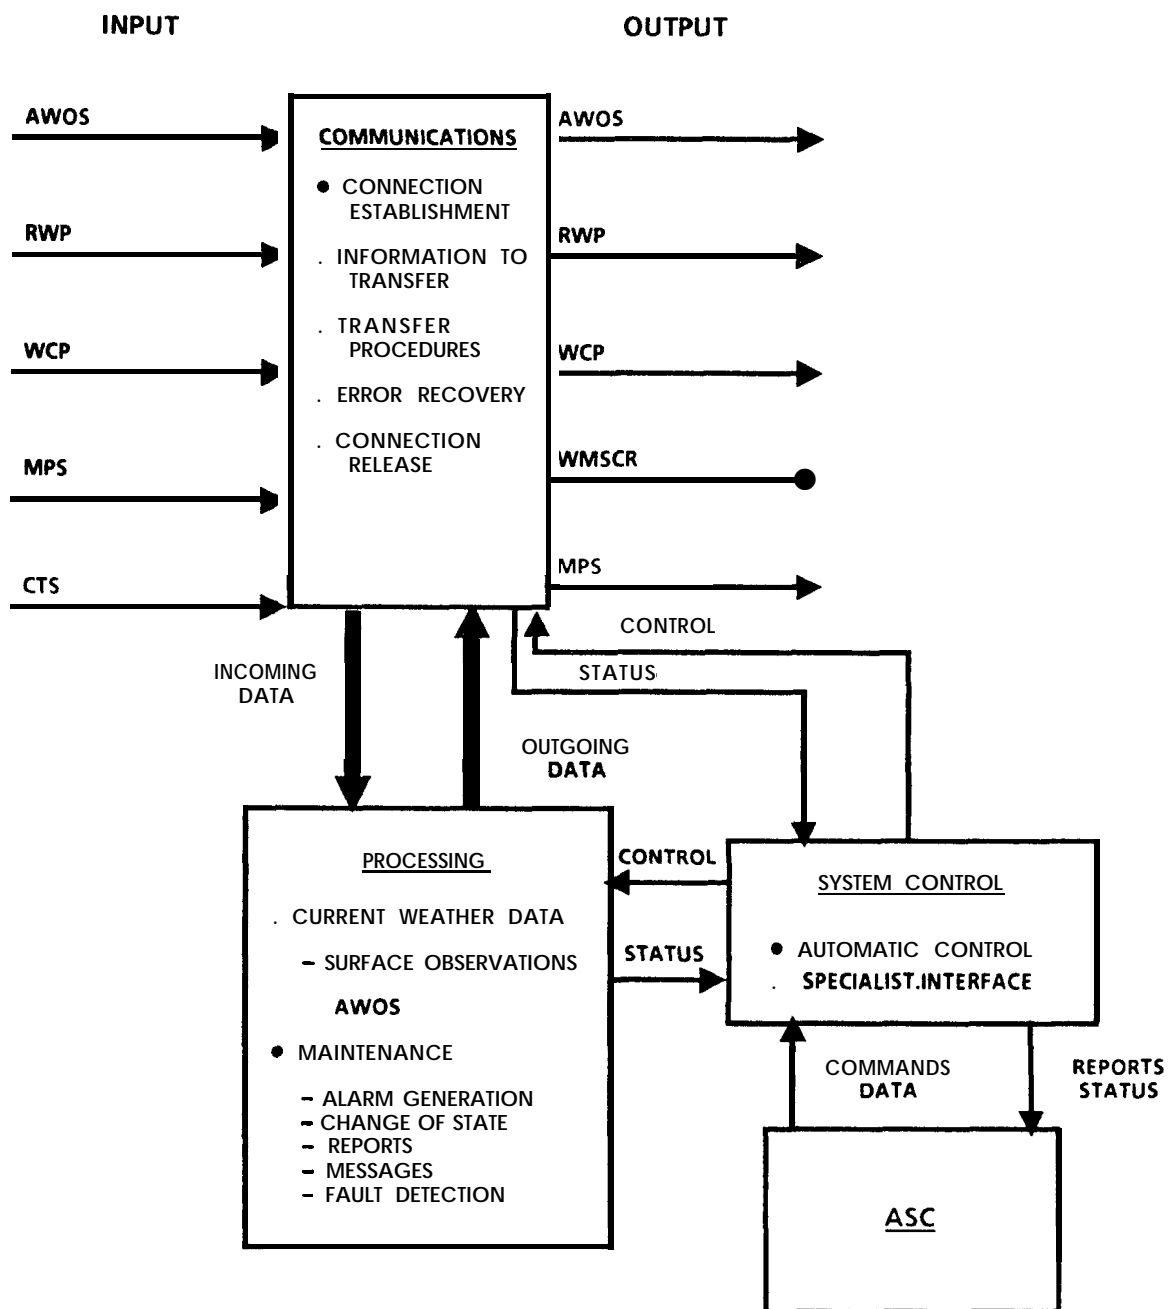 INPUT
OUTPUT
AWOS
RWP
WCP
MPS
CTS
COMMUNICATIONS
● CONNECTION
ESTABLISHMENT
. INFORMATION TO
TRANSFER
. TRANSFER
PROCEDURES
. ERROR RECOVERY
. CONNECTION
RELEASE
AWOS
RWP
WCP
WMSCR
MPS
CONTROL
STATUS
INCOMING
DATA
OUTGOING
DATA
PROCESSING
. CURRENT WEATHER DATA
– SURFACE OBSERVATIONS
AWOS
● MAINTENANCE
– ALARM GENERATION
– CHANGE OF STATE
– REPORTS
– MESSAGES
– FAULT DETECTION
CONTROL
STATUS
SYSTEM CONTROL
● AUTOMATIC CONTROL
. SPECIALIST.INTERFACE
COMMANDS
DATA
REPORTS
STATUS
ASC